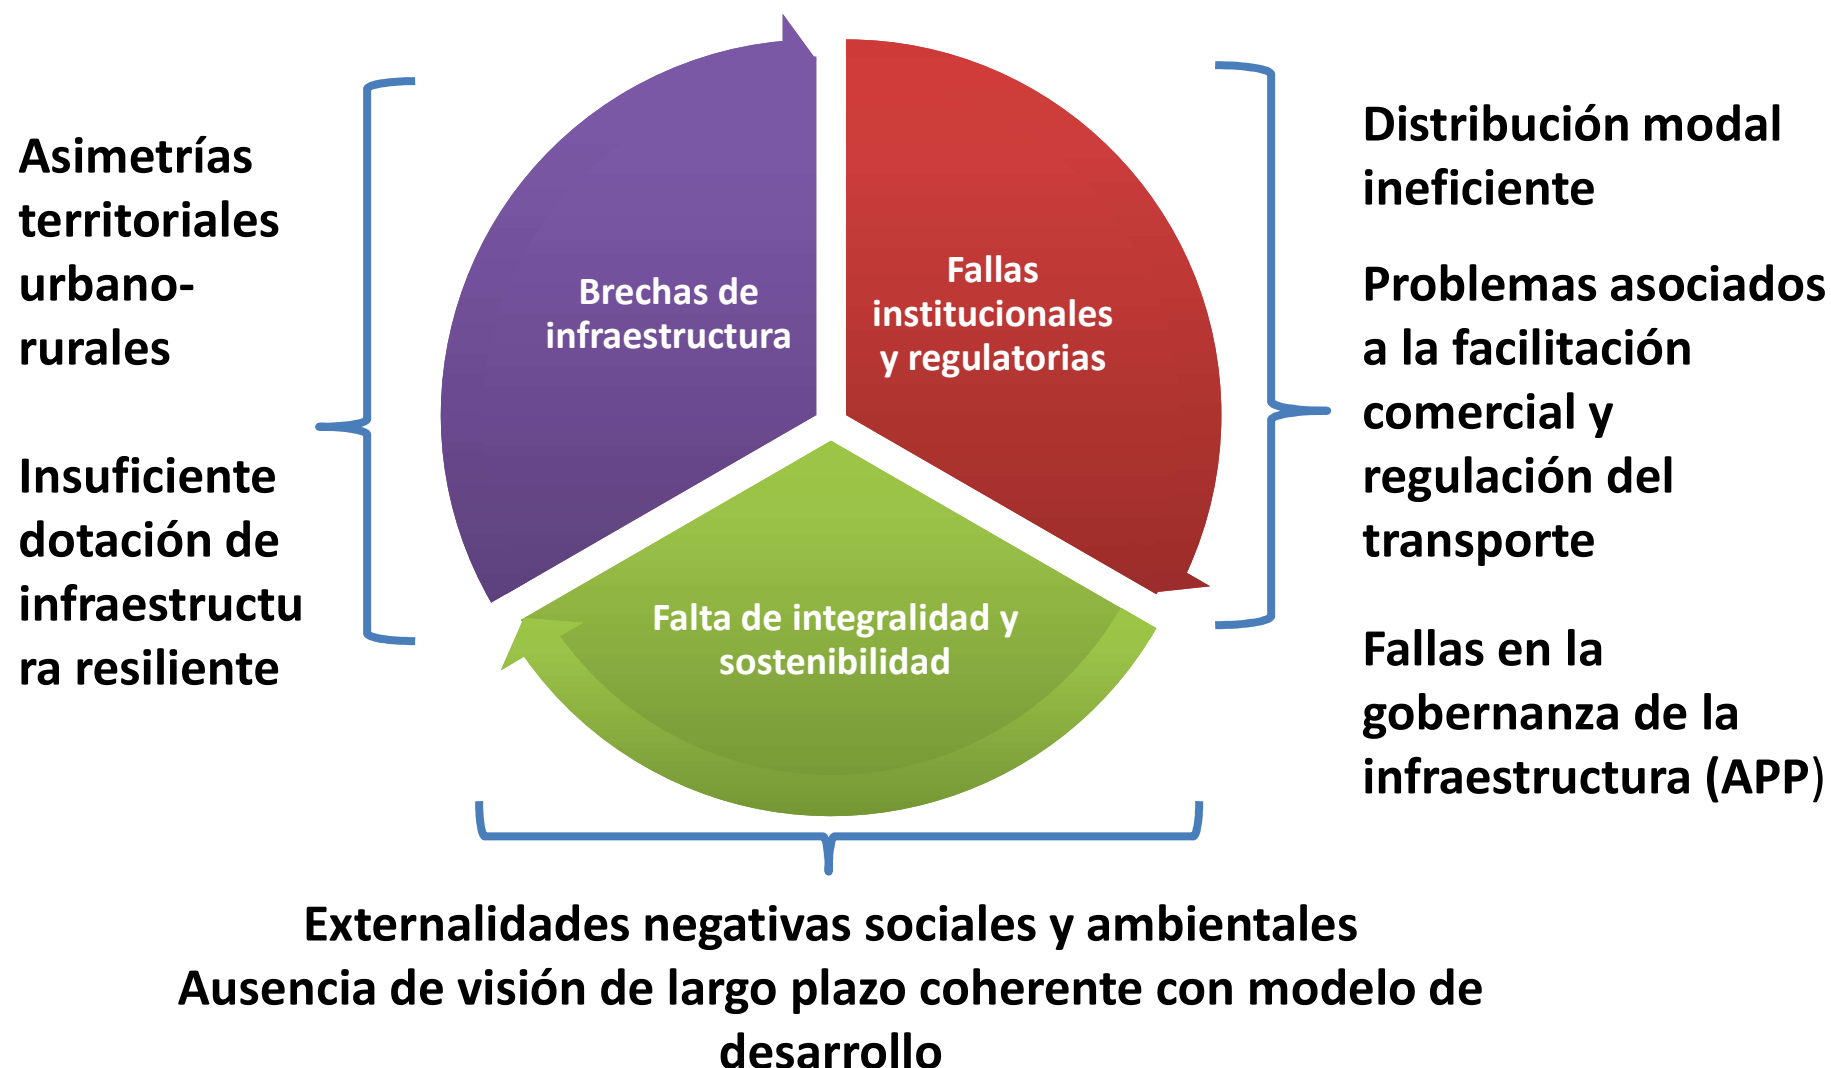 Asimetrías
territoriales
urbano-
rurales
Insuficiente
dotación de
infraestructu
ra resiliente
Brechas de
infraestructura
Fallas
institucionales
y regulatorias
Falta de integralidad y
sostenibilidad
Distribución modal
ineficiente
Problemas asociados
a la facilitación
comercial y
regulación del
transporte
Fallas en la
gobernanza de la
infraestructura (APP)
Externalidades negativas sociales y ambientales
Ausencia de visión de largo plazo coherente con modelo de
desarrollo